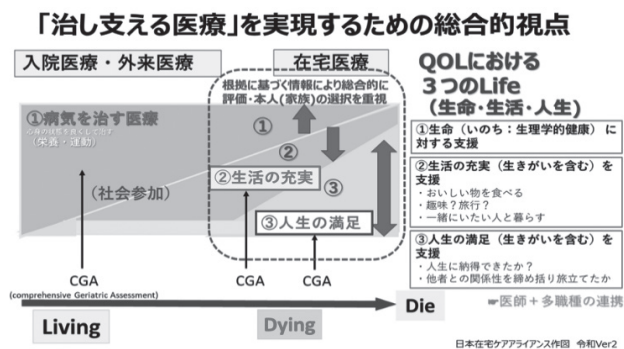 「治し支える医療」を実現するための総合的視点
入院医療・外来医療
在宅医療
根拠に基づく情報により総合的に
評価・本人(家族)の選択を重視
①病気を治す医療
心身の状態を良くして治す
(栄養・運動)
(社会参加)
①
②
②生活の充実
③
③人生の満足
CGA
(comprehensive Geriatric Assessment)
CGA
CGA
Living
Dying
Die
QOLにおける
3つのLife
(生命・生活・人生)
①生命(いのち:生理学的健康)に
対する支援
②生活の充実(生きがいを含む)を
支援
・おいしい物を食べる
・趣味?旅行?
・一緒にいたい人と暮らす
③人生の満足(生きがいを含む)を
支援
・人生に納得できたか?
・他者との関係性を締め括り旅立てたか
☛医師+多職種の連携
日本在宅ケアアライアンス作図 令和Ver2